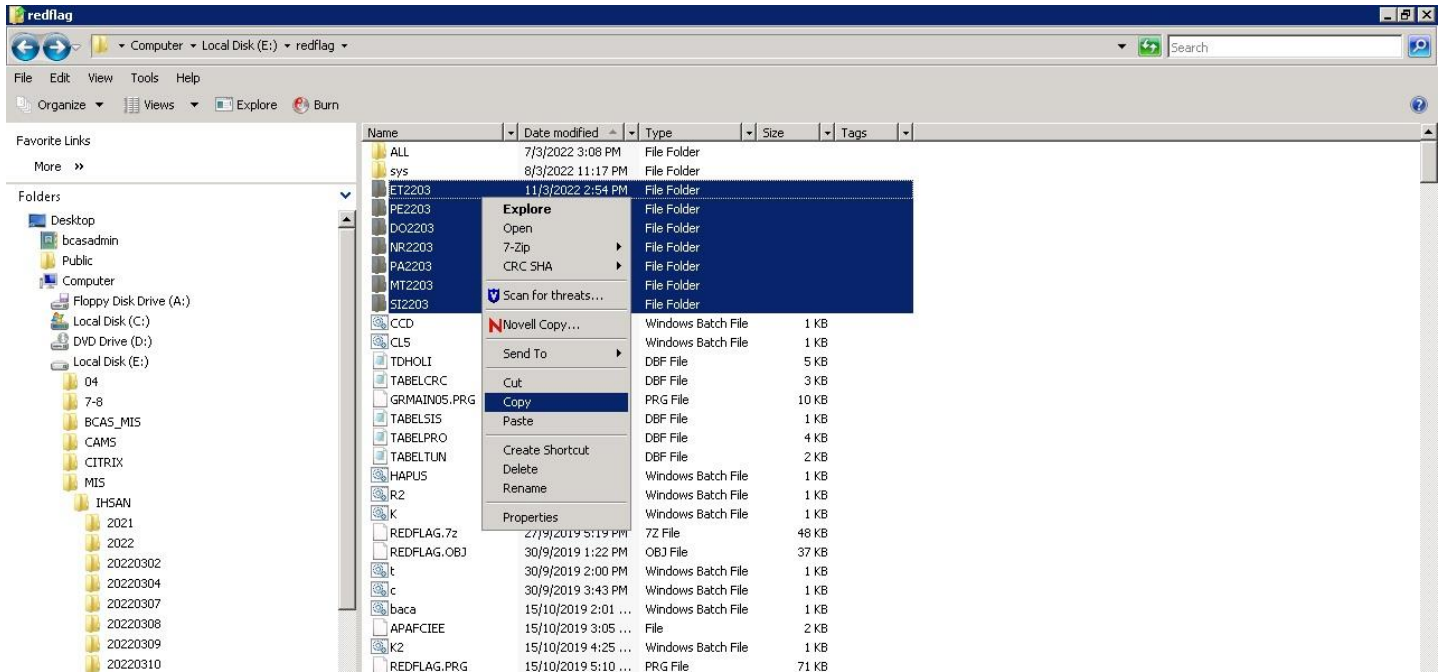 redflag
Computer Local Disk (E:) redflag
Search
File Edit View Tools Help
Organize Views Explore Burn
Favorite Links
More »
Folders
Desktop
bcasadmin
Public
Computer
Floppy Disk Drive (A:)
Local Disk (C:)
DVD Drive (D:)
Local Disk (E:)
04
7-8
BCAS_MIS
CAMS
CITRIX
MIS
IHSAN
2021
2022
20220302
20220304
20220307
20220308
20220309
20220310
Name Date modified Type Size Tags
ALL 7/3/2022 3:08 PM File Folder
sys 8/3/2022 11:17 PM File Folder
ET2203 11/3/2022 2:54 PM File Folder
PE2203 File Folder
DO2203 File Folder
NR2203 File Folder
PA2203 File Folder
MT2203 File Folder
SI2203 File Folder
CCD Windows Batch File 1 KB
CL5 Windows Batch File 1 KB
TDHOLI DBF File 5 KB
TABELCRC DBF File 3 KB
GRMAIN05.PRG PRG File 10 KB
TABELSIS DBF File 1 KB
TABELPRO DBF File 4 KB
TABELTUN DBF File 2 KB
HAPUS Windows Batch File 1 KB
R2 Windows Batch File 1 KB
K Windows Batch File 1 KB
REDFLAG.7z 27/9/2019 5:19 PM 7Z File 48 KB
REDFLAG.OBJ 30/9/2019 1:22 PM OBJ File 37 KB
t 30/9/2019 2:00 PM Windows Batch File 1 KB
c 30/9/2019 3:43 PM Windows Batch File 1 KB
baca 15/10/2019 2:01 ... Windows Batch File 1 KB
APAFCIEE 15/10/2019 3:05 ... File 2 KB
K2 15/10/2019 4:25 ... Windows Batch File 1 KB
REDFLAG.PRG 15/10/2019 5:10 ... PRG File 71 KB
Explore
Open
7-Zip
CRC SHA
Scan for threats...
Novell Copy...
Send To
Cut
Copy
Paste
Create Shortcut
Delete
Rename
Properties